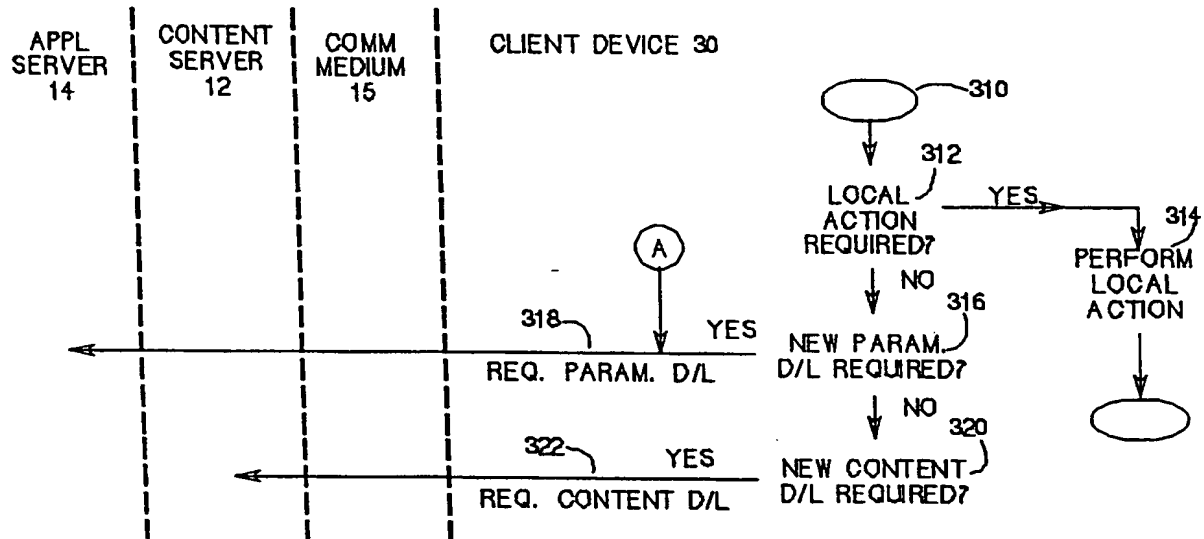 APPL
SERVER
14
CONTENT
SERVER
12
COMM
MEDIUM
15
CLIENT DEVICE 30
310
312
LOCAL
ACTION
REQUIRED?
YES
314
PERFORM
LOCAL
ACTION
A
NO
316
318
YES
NEW PARAM.
D/L REQUIRED?
REQ. PARAM. D/L
NO
320
322
YES
NEW CONTENT
D/L REQUIRED?
REQ. CONTENT D/L